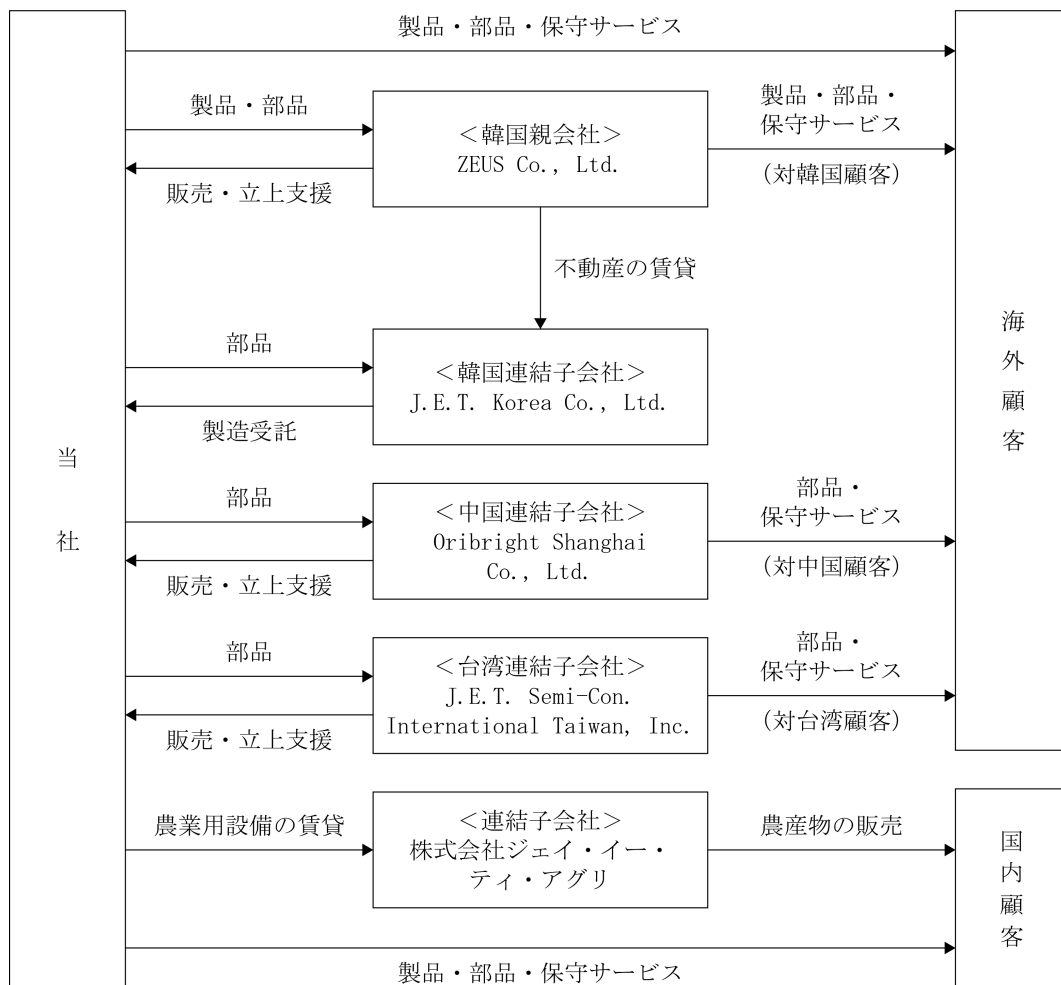 製品・部品・保守サービス
製品・部品
<韓国親会社>
ZEUS Co., Ltd.
製品・部品・
保守サービス
(対韓国顧客)
販売・立上支援
不動産の賃貸
部品
<韓国連結子会社>
J.E.T. Korea Co., Ltd.
製造受託
海外顧客
当社
部品
<中国連結子会社>
Oribright Shanghai
Co., Ltd.
部品・
保守サービス
(対中国顧客)
販売・立上支援
部品
<台湾連結子会社>
J.E.T. Semi-Con.
International Taiwan, Inc.
部品・
保守サービス
(対台湾顧客)
販売・立上支援
農業用設備の賃貸
<連結子会社>
株式会社ジェイ・イー・
ティ・アグリ
農産物の販売
国内顧客
製品・部品・保守サービス